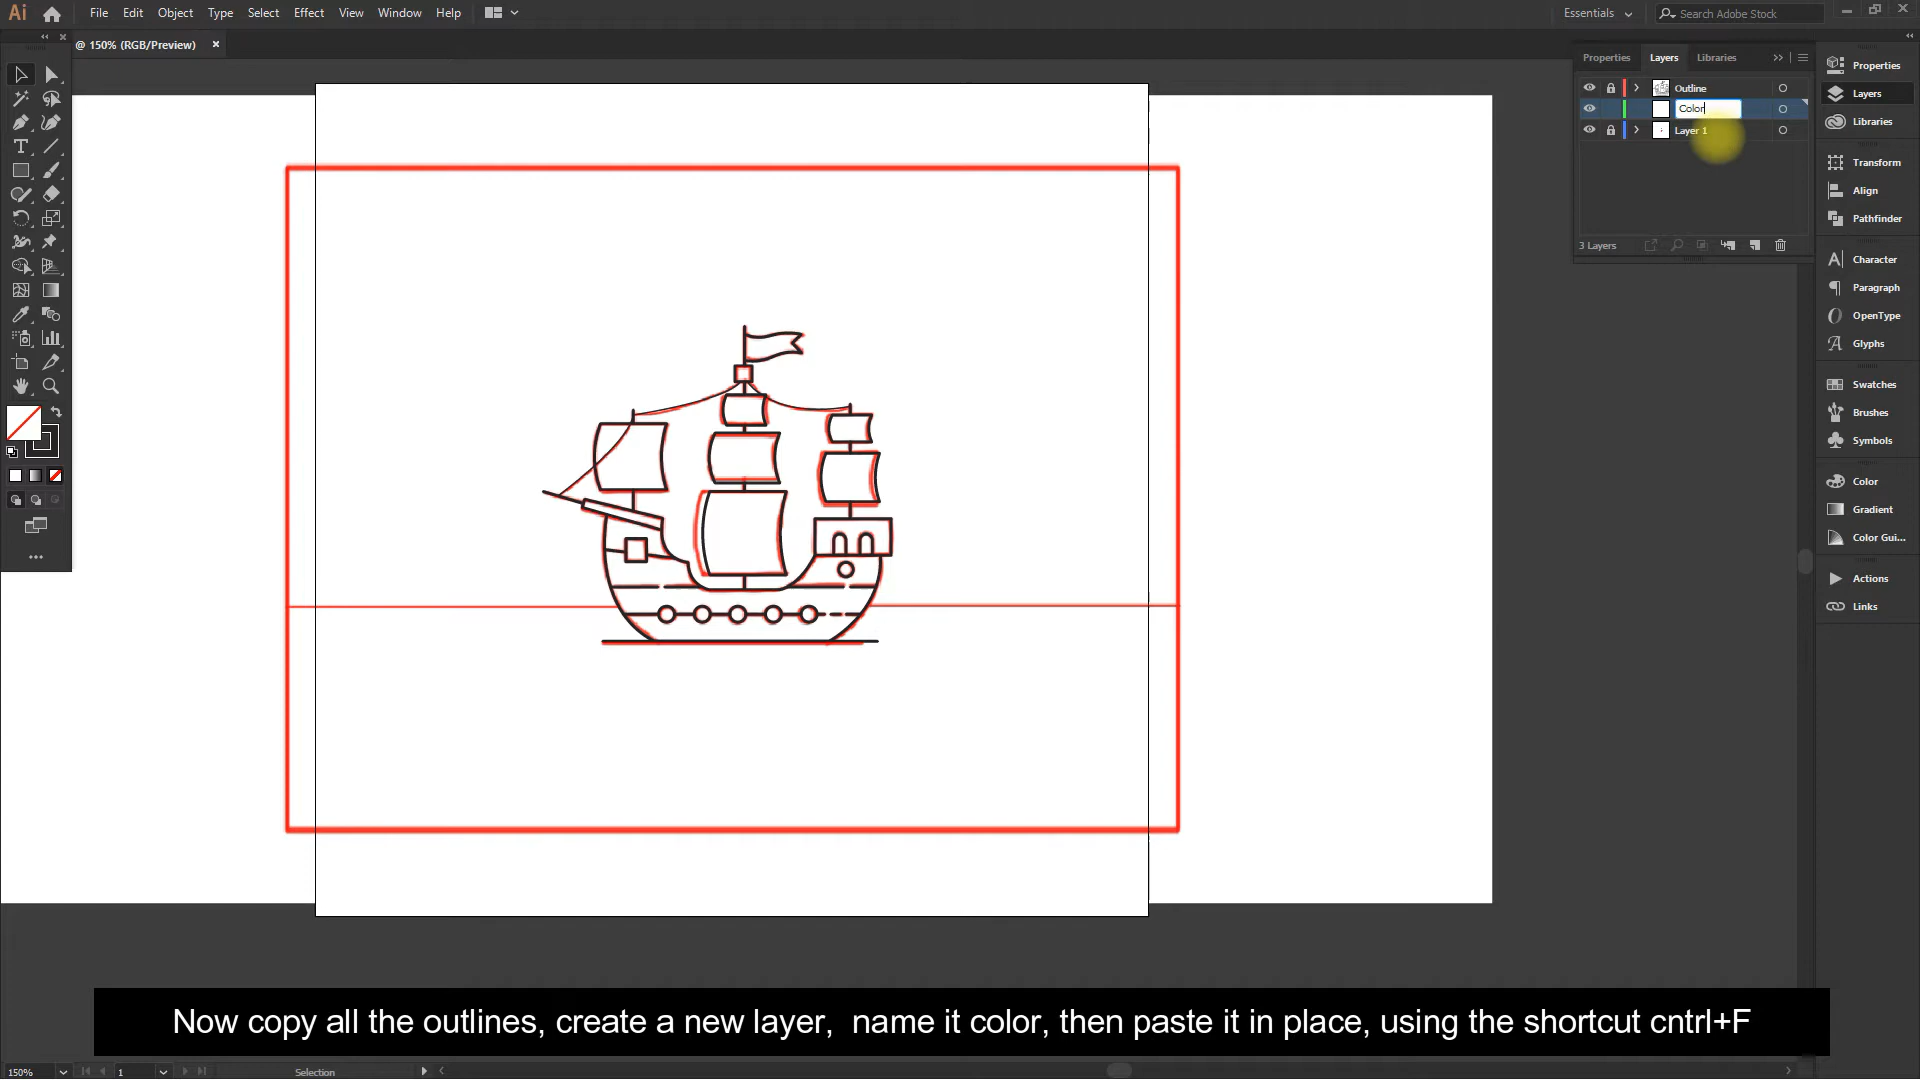 Ai File Edit Object Type Select Effect View Window Help Essentials Search Adobe Stock
@ 150% (RGB/Preview) ×
Properties Layers Libraries
Outline
Color
Layer 1
3 Layers
Properties
Layers
Libraries
Transform
Align
Pathfinder
Character
Paragraph
OpenType
Glyphs
Swatches
Brushes
Symbols
Color
Gradient
Color Gui...
Actions
Links
Now copy all the outlines, create a new layer,  name it color, then paste it in place, using the shortcut cntrl+F
150% 1 Selection